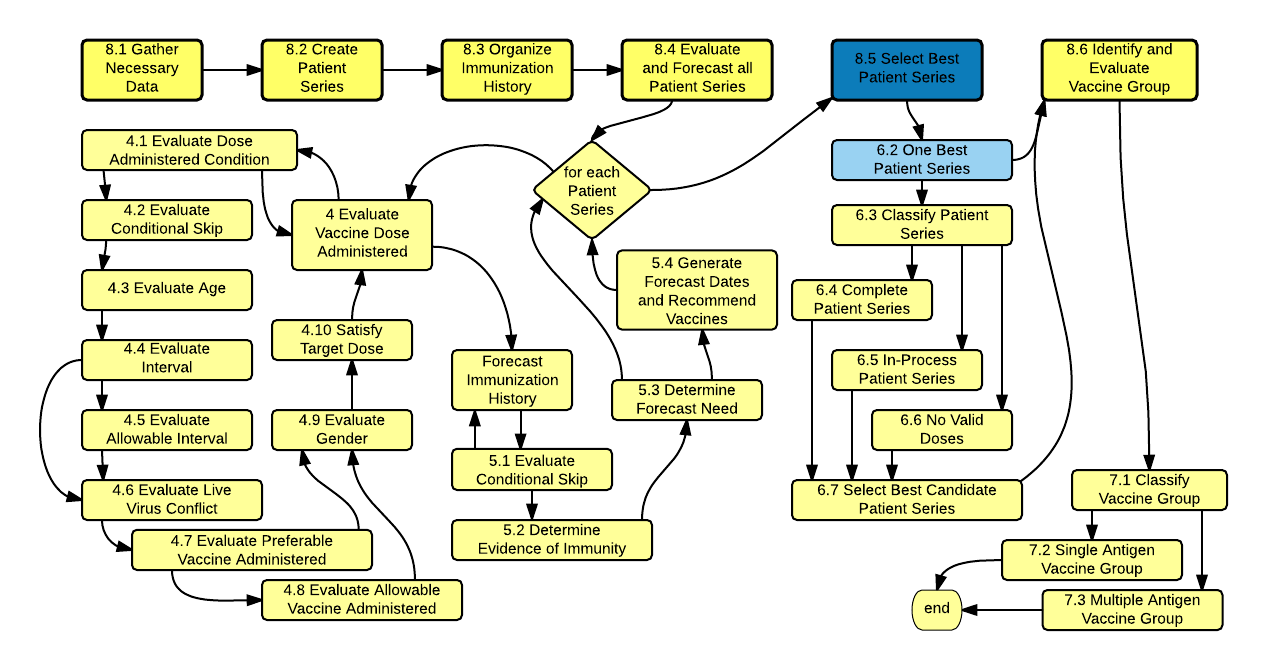 8.1 Gather
Necessary
Data
8.2 Create
Patient
Series
8.3 Organize
Immunization
History
8.4 Evaluate
and Forecast all
Patient Series
8.5 Select Best
Patient Series
8.6 Identify and
Evaluate
Vaccine Group
4.1 Evaluate Dose
Administered Condition
4.2 Evaluate
Conditional Skip
4.3 Evaluate Age
4.4 Evaluate
Interval
4.5 Evaluate
Allowable Interval
4.6 Evaluate Live
Virus Conflict
4.7 Evaluate Preferable
Vaccine Administered
4.8 Evaluate Allowable
Vaccine Administered
4.9 Evaluate
Gender
4.10 Satisfy
Target Dose
4 Evaluate
Vaccine Dose
Administered
for each
Patient
Series
Forecast
Immunization
History
5.1 Evaluate
Conditional Skip
5.2 Determine
Evidence of Immunity
5.3 Determine
Forecast Need
5.4 Generate
Forecast Dates
and Recommend
Vaccines
6.2 One Best
Patient Series
6.3 Classify Patient
Series
6.4 Complete
Patient Series
6.5 In-Process
Patient Series
6.6 No Valid
Doses
6.7 Select Best Candidate
Patient Series
7.1 Classify
Vaccine Group
7.2 Single Antigen
Vaccine Group
7.3 Multiple Antigen
Vaccine Group
end